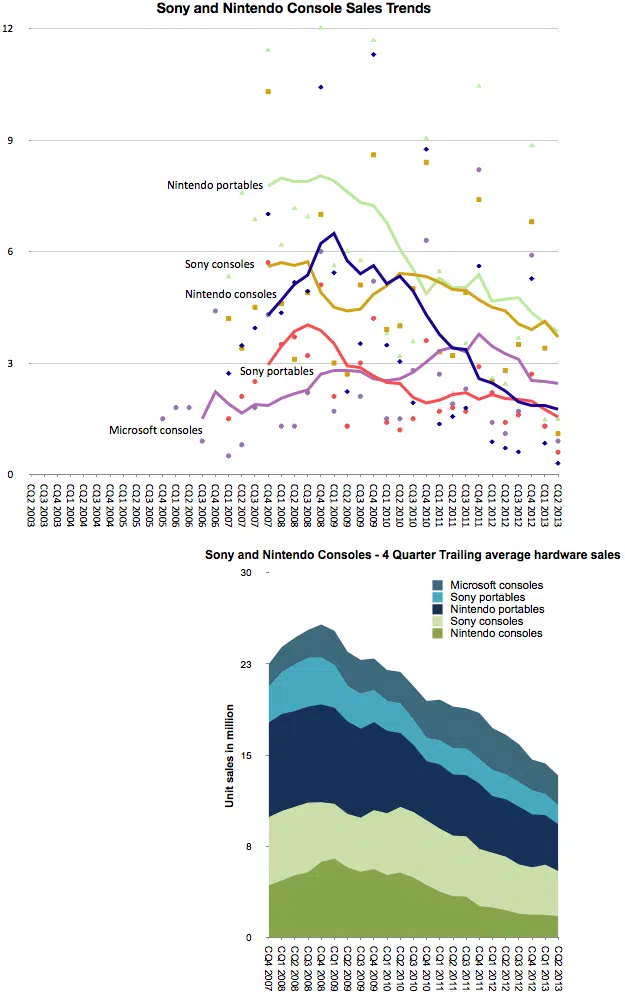 Sony and Nintendo Console Sales Trends
12
9
6
3
0
Nintendo portables
Sony consoles
Nintendo consoles
Sony portables
Microsoft consoles
CQ2 2003
CQ3 2003
CQ4 2003
CQ1 2004
CQ2 2004
CQ3 2004
CQ4 2004
CQ1 2005
CQ2 2005
CQ3 2005
CQ4 2005
CQ1 2006
CQ2 2006
CQ3 2006
CQ4 2006
CQ1 2007
CQ2 2007
CQ3 2007
CQ4 2007
CQ1 2008
CQ2 2008
CQ3 2008
CQ4 2008
CQ1 2009
CQ2 2009
CQ3 2009
CQ4 2009
CQ1 2010
CQ2 2010
CQ3 2010
CQ4 2010
CQ1 2011
CQ2 2011
CQ3 2011
CQ4 2011
CQ1 2012
CQ2 2012
CQ3 2012
CQ4 2012
CQ1 2013
CQ2 2013
Sony and Nintendo Consoles - 4 Quarter Trailing average hardware sales
30
23
15
8
0
Unit sales in million
Microsoft consoles
Sony portables
Nintendo portables
Sony consoles
Nintendo consoles
CQ4 2007
CQ1 2008
CQ2 2008
CQ3 2008
CQ4 2008
CQ1 2009
CQ2 2009
CQ3 2009
CQ4 2009
CQ1 2010
CQ2 2010
CQ3 2010
CQ4 2010
CQ1 2011
CQ2 2011
CQ3 2011
CQ4 2011
CQ1 2012
CQ2 2012
CQ3 2012
CQ4 2012
CQ1 2013
CQ2 2013